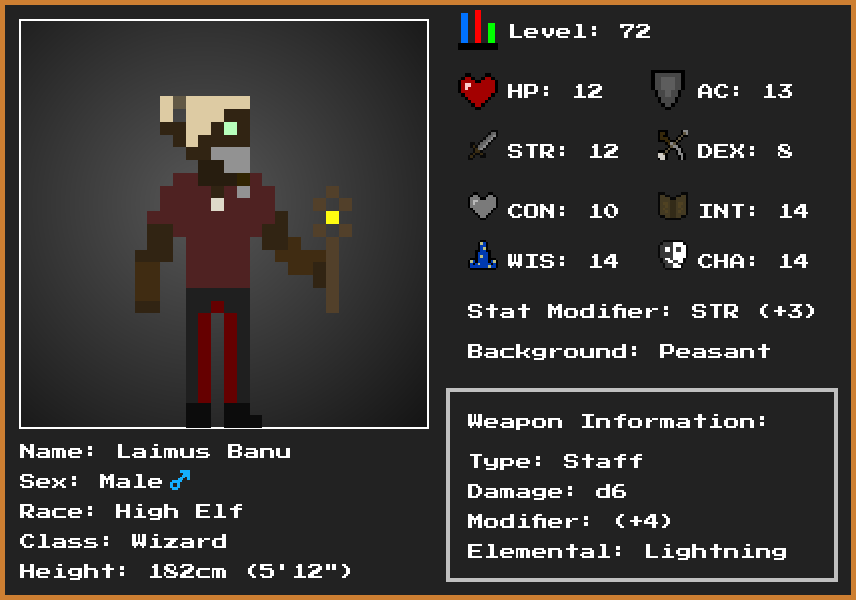 Level: 72
HP: 12 AC: 13
STR: 12 DEX: 8
CON: 10 INT: 14
WIS: 14 CHA: 14
Stat Modifier: STR (+3)
Background: Peasant
Weapon Information:
Type: Staff
Damage: d6
Modifier: (+4)
Elemental: Lightning
Name: Laimus Banu
Sex: Male♂
Race: High Elf
Class: Wizard
Height: 182cm (5'12")